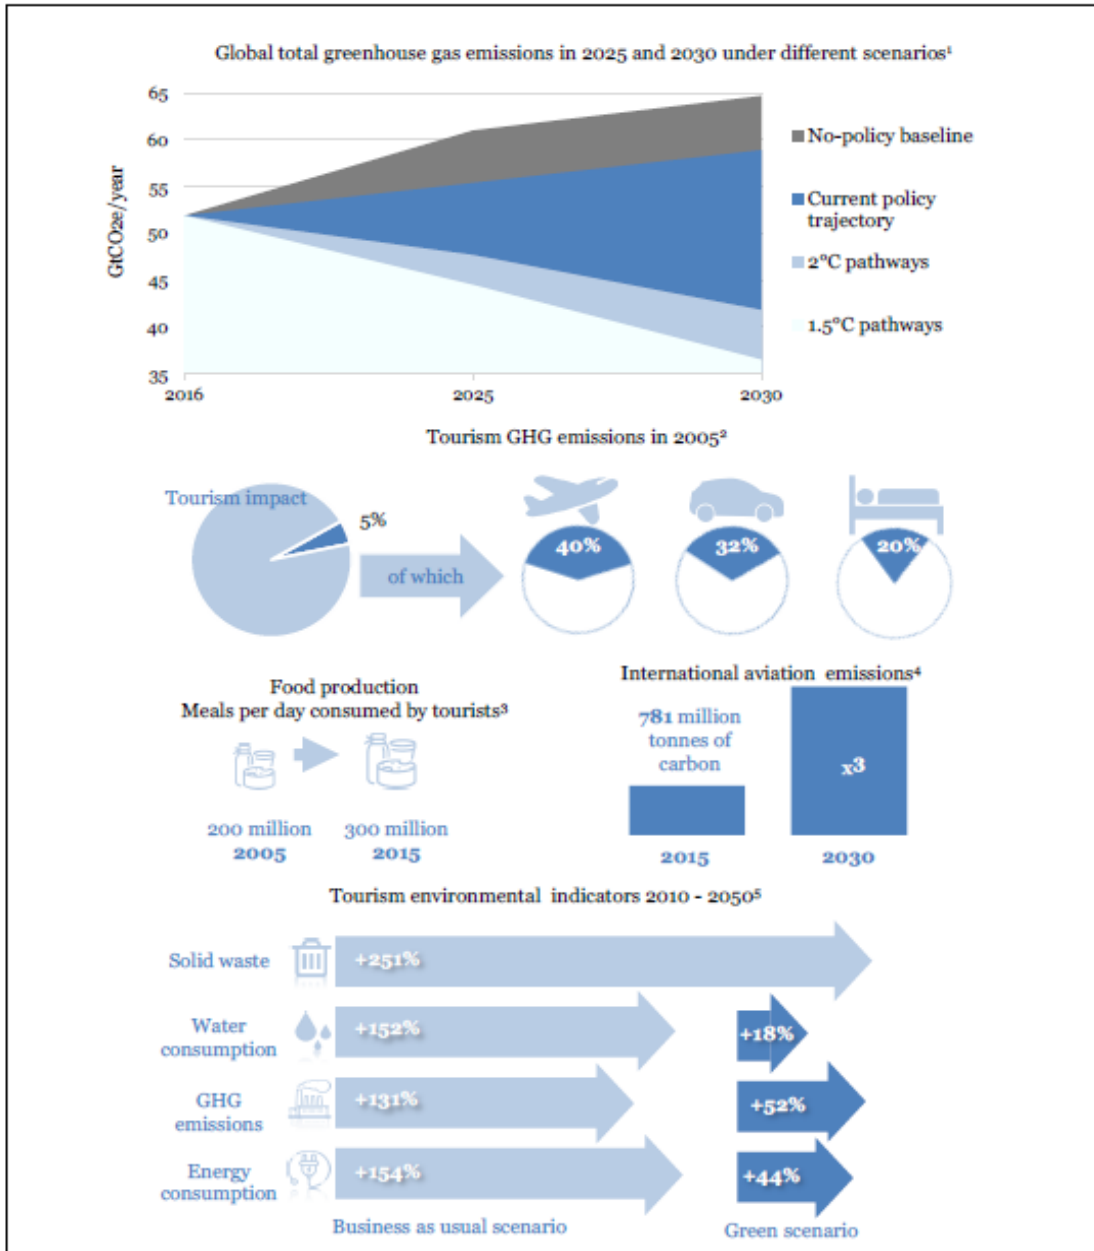 Global total greenhouse gas emissions in 2025 and 2030 under different scenarios¹
GtCO2e/year
65
60
55
50
45
40
35
2016
2025
2030
No-policy baseline
Current policy
trajectory
2°C pathways
1.5°C pathways
Tourism GHG emissions in 2005²
Tourism impact
5%
of which
40%
32%
20%
Food production
Meals per day consumed by tourists³
200 million
2005
300 million
2015
International aviation emissions⁴
781 million
tonnes of
carbon
x3
2015
2030
Tourism environmental indicators 2010 - 2050⁵
Solid waste
+251%
Water
consumption
+152%
+18%
GHG
emissions
+131%
+52%
Energy
consumption
+154%
+44%
Business as usual scenario
Green scenario